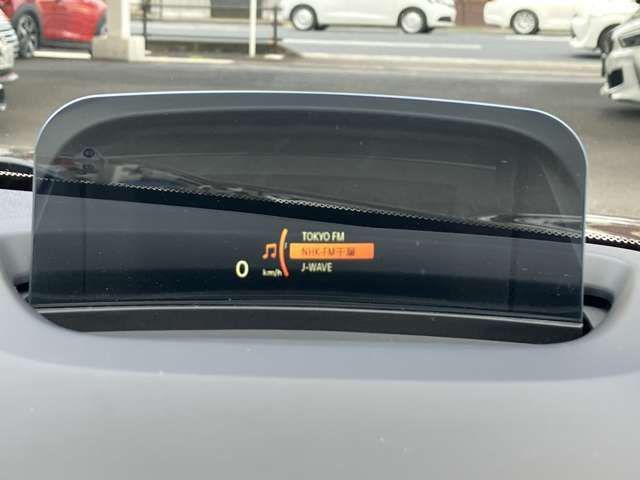 TOKYO FM
NHK-FM千葉
J-WAVE
0 km/h